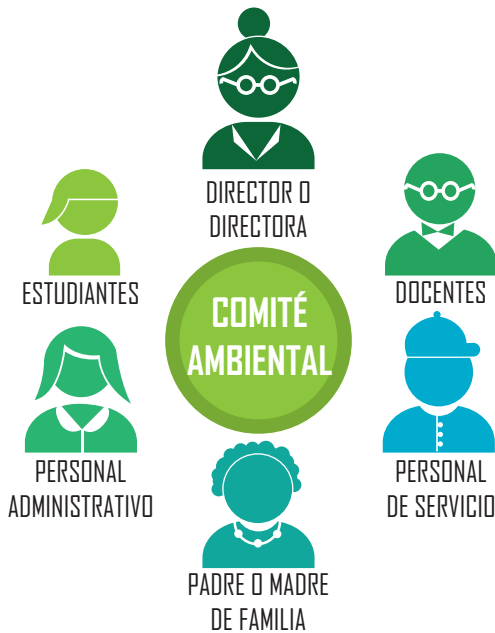 DIRECTOR O
DIRECTORA
ESTUDIANTES
DOCENTES
COMITÉ
AMBIENTAL
PERSONAL
ADMINISTRATIVO
PERSONAL
DE SERVICIO
PADRE O MADRE
DE FAMILIA